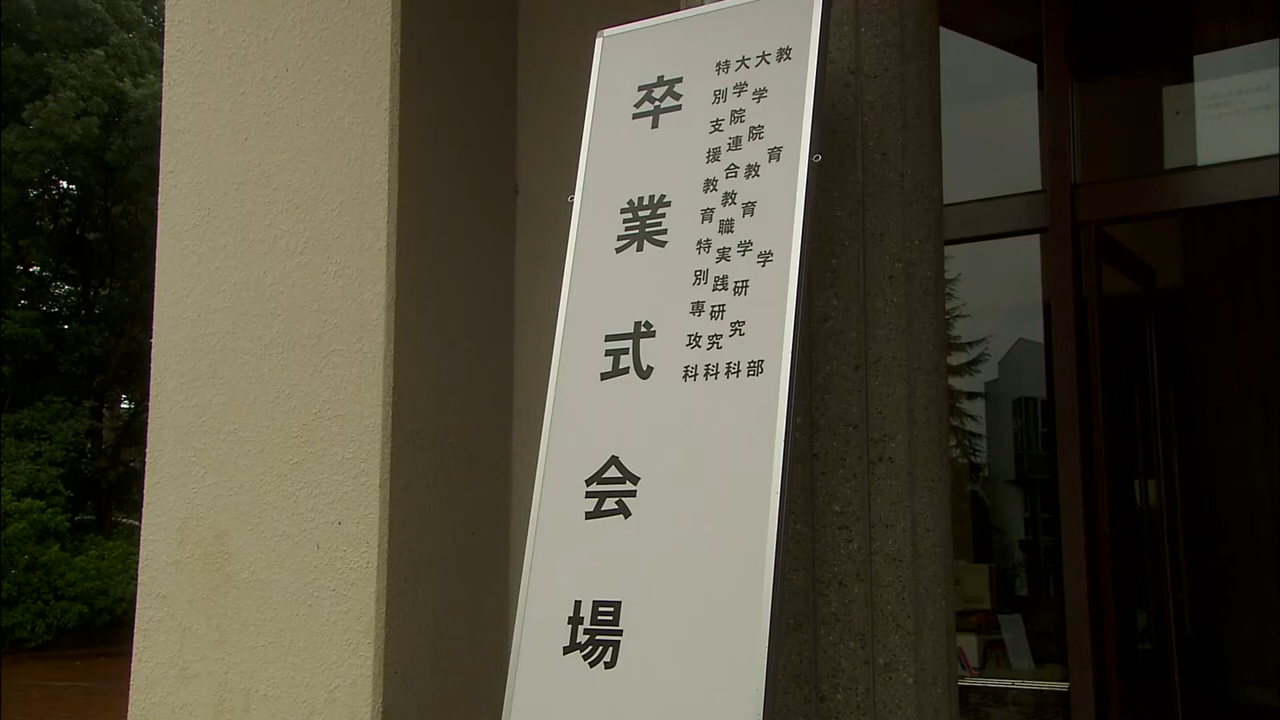 教育学部
大学院教育学研究科
大学院連合教職実践研究科
特別支援教育特別専攻科
卒業式会場